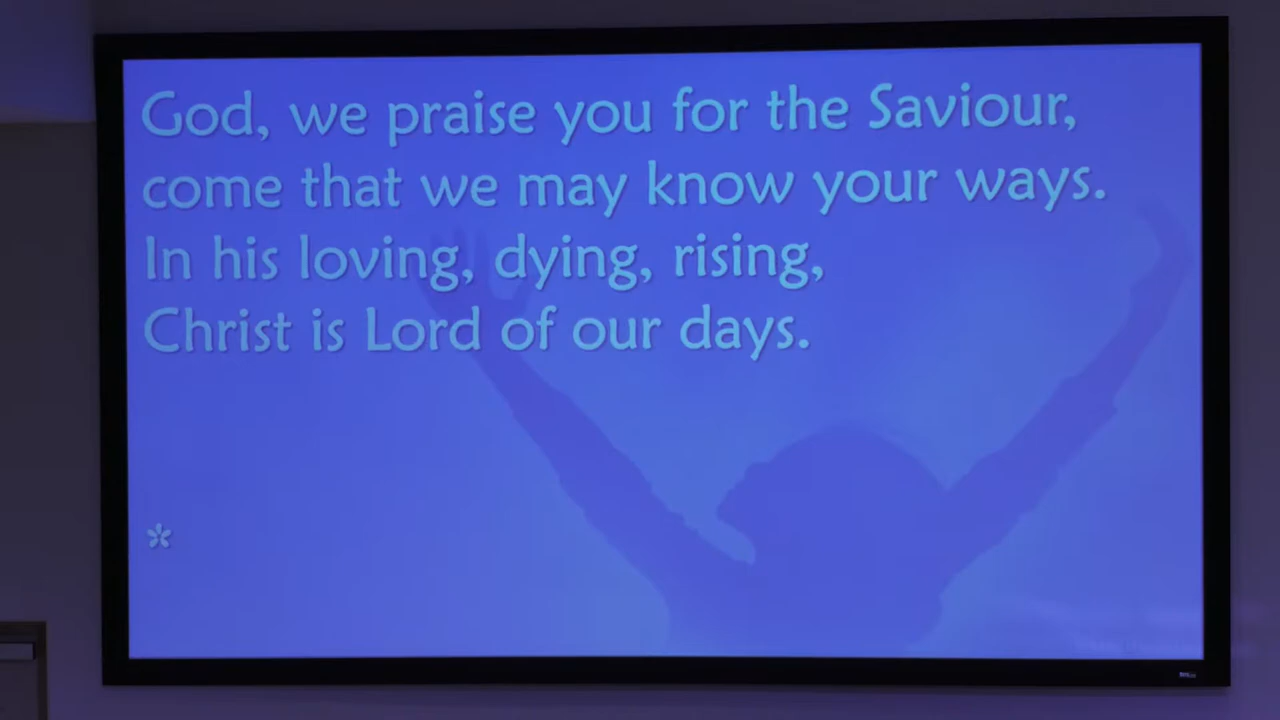 God, we praise you for the Saviour,
come that we may know your ways.
In his loving, dying, rising,
Christ is Lord of our days.
*